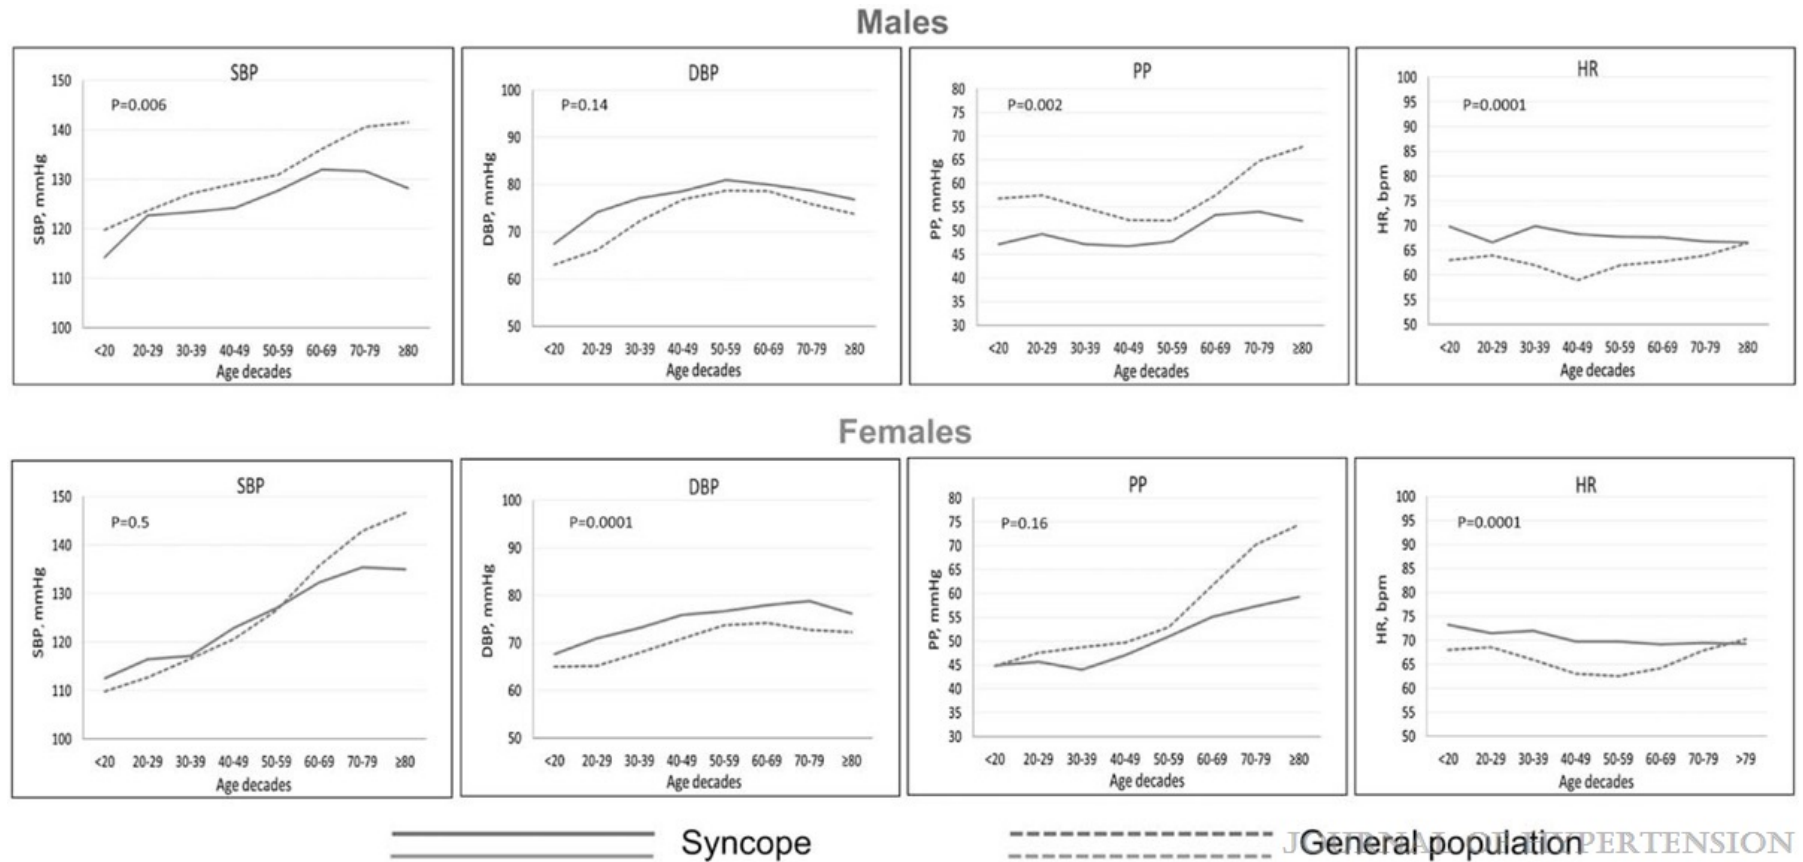 Males
SBP
150
140
130
120
110
100
P=0.006
SBP, mmHg
<20 20-29 30-39 40-49 50-59 60-69 70-79 ≥80
Age decades
DBP
100
90
80
70
60
50
P=0.14
DBP, mmHg
<20 20-29 30-39 40-49 50-59 60-69 70-79 ≥80
Age decades
PP
80
75
70
65
60
55
50
45
40
35
30
P=0.002
PP, mmHg
<20 20-29 30-39 40-49 50-59 60-69 70-79 ≥80
Age decades
HR
100
95
90
85
80
75
70
65
60
55
50
P=0.0001
HR, bpm
<20 20-29 30-39 40-49 50-59 60-69 70-79 ≥80
Age decades
Females
SBP
150
140
130
120
110
100
P=0.5
SBP, mmHg
<20 20-29 30-39 40-49 50-59 60-69 70-79 ≥80
Age decades
DBP
100
90
80
70
60
50
P=0.0001
DBP, mmHg
<20 20-29 30-39 40-49 50-59 60-69 70-79 ≥80
Age decades
PP
80
75
70
65
60
55
50
45
40
35
30
P=0.16
PP, mmHg
<20 20-29 30-39 40-49 50-59 60-69 70-79 ≥80
Age decades
HR
100
95
90
85
80
75
70
65
60
55
50
P=0.0001
HR, bpm
<20 20-29 30-39 40-49 50-59 60-69 70-79 >79
Age decades
Syncope
General population
JOURNAL OF HYPERTENSION